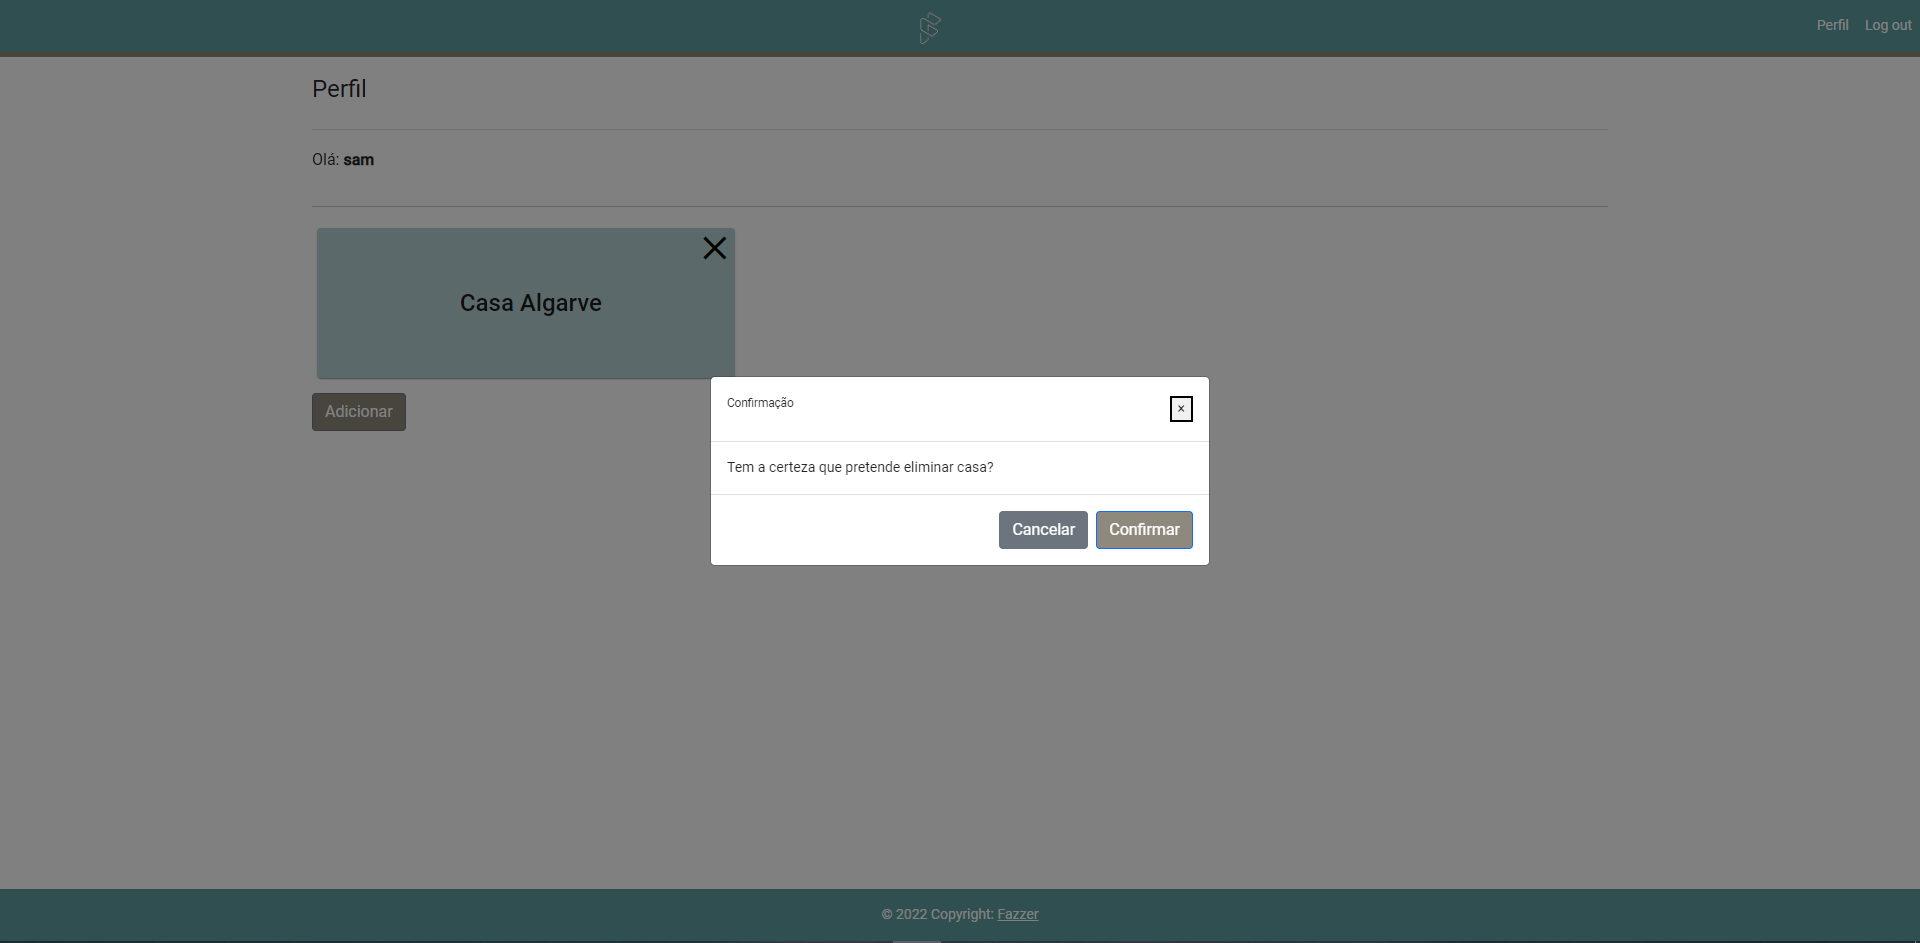 Perfil Log out
Perfil
Olá: sam
Casa Algarve
Adicionar
Confirmação
×
Tem a certeza que pretende eliminar casa?
Cancelar Confirmar
© 2022 Copyright: Fazzer